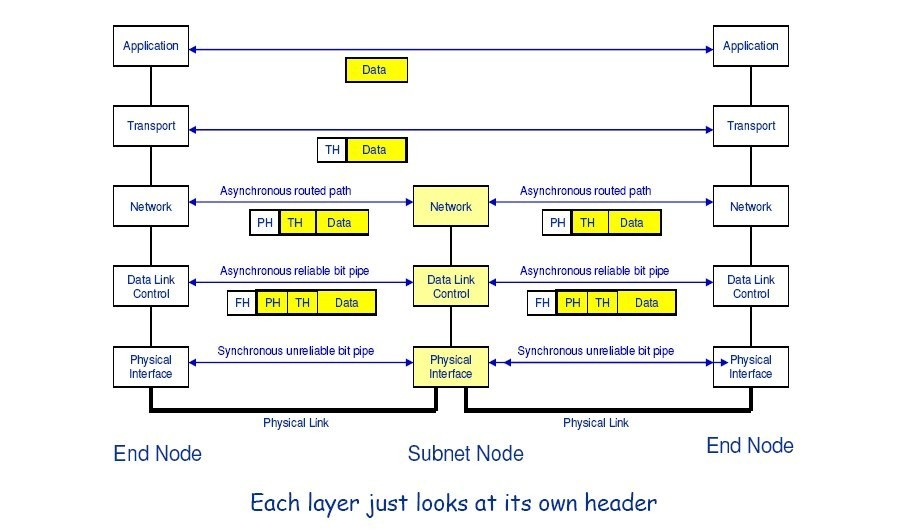 Application
Application
Data
Transport
Transport
TH Data
Asynchronous routed path
Asynchronous routed path
Network
Network
Network
PH TH Data
PH TH Data
Asynchronous reliable bit pipe
Asynchronous reliable bit pipe
Data Link
Control
Data Link
Control
Data Link
Control
FH PH TH Data
FH PH TH Data
Synchronous unreliable bit pipe
Synchronous unreliable bit pipe
Physical
Interface
Physical
Interface
Physical
Interface
Physical Link
Physical Link
End Node
Subnet Node
End Node
Each layer just looks at its own header